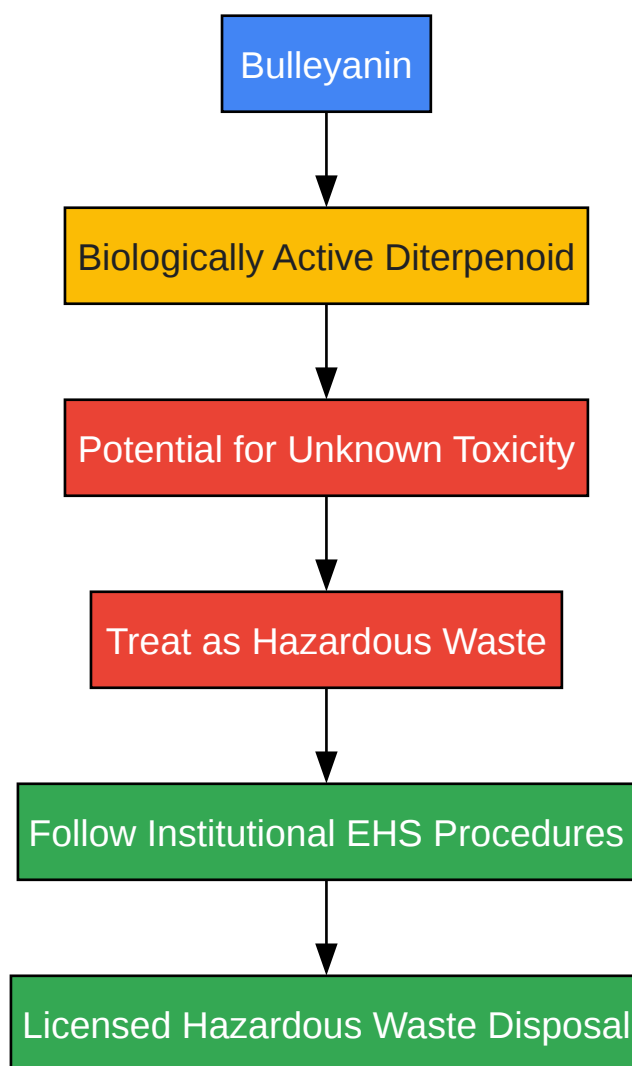 Bulleyanin
Biologically Active Diterpenoid
Potential for Unknown Toxicity
Treat as Hazardous Waste
Follow Institutional EHS Procedures
Licensed Hazardous Waste Disposal